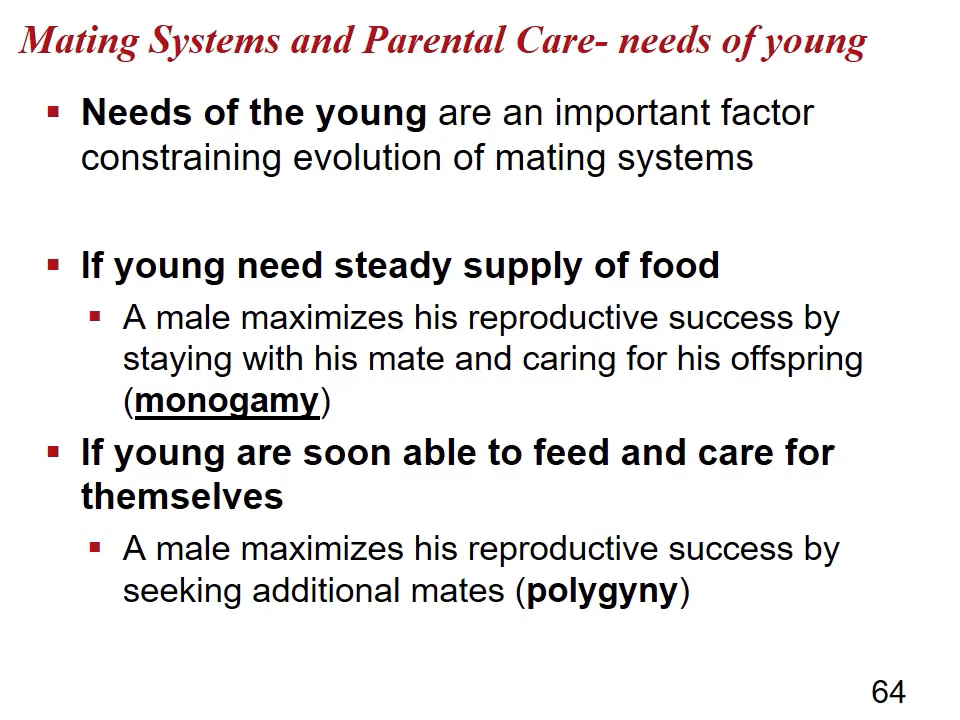 Mating Systems and Parental Care- needs of young
▪ Needs of the young are an important factor
constraining evolution of mating systems
▪ If young need steady supply of food
▪ A male maximizes his reproductive success by
staying with his mate and caring for his offspring
(monogamy)
▪ If young are soon able to feed and care for
themselves
▪ A male maximizes his reproductive success by
seeking additional mates (polygyny)
64